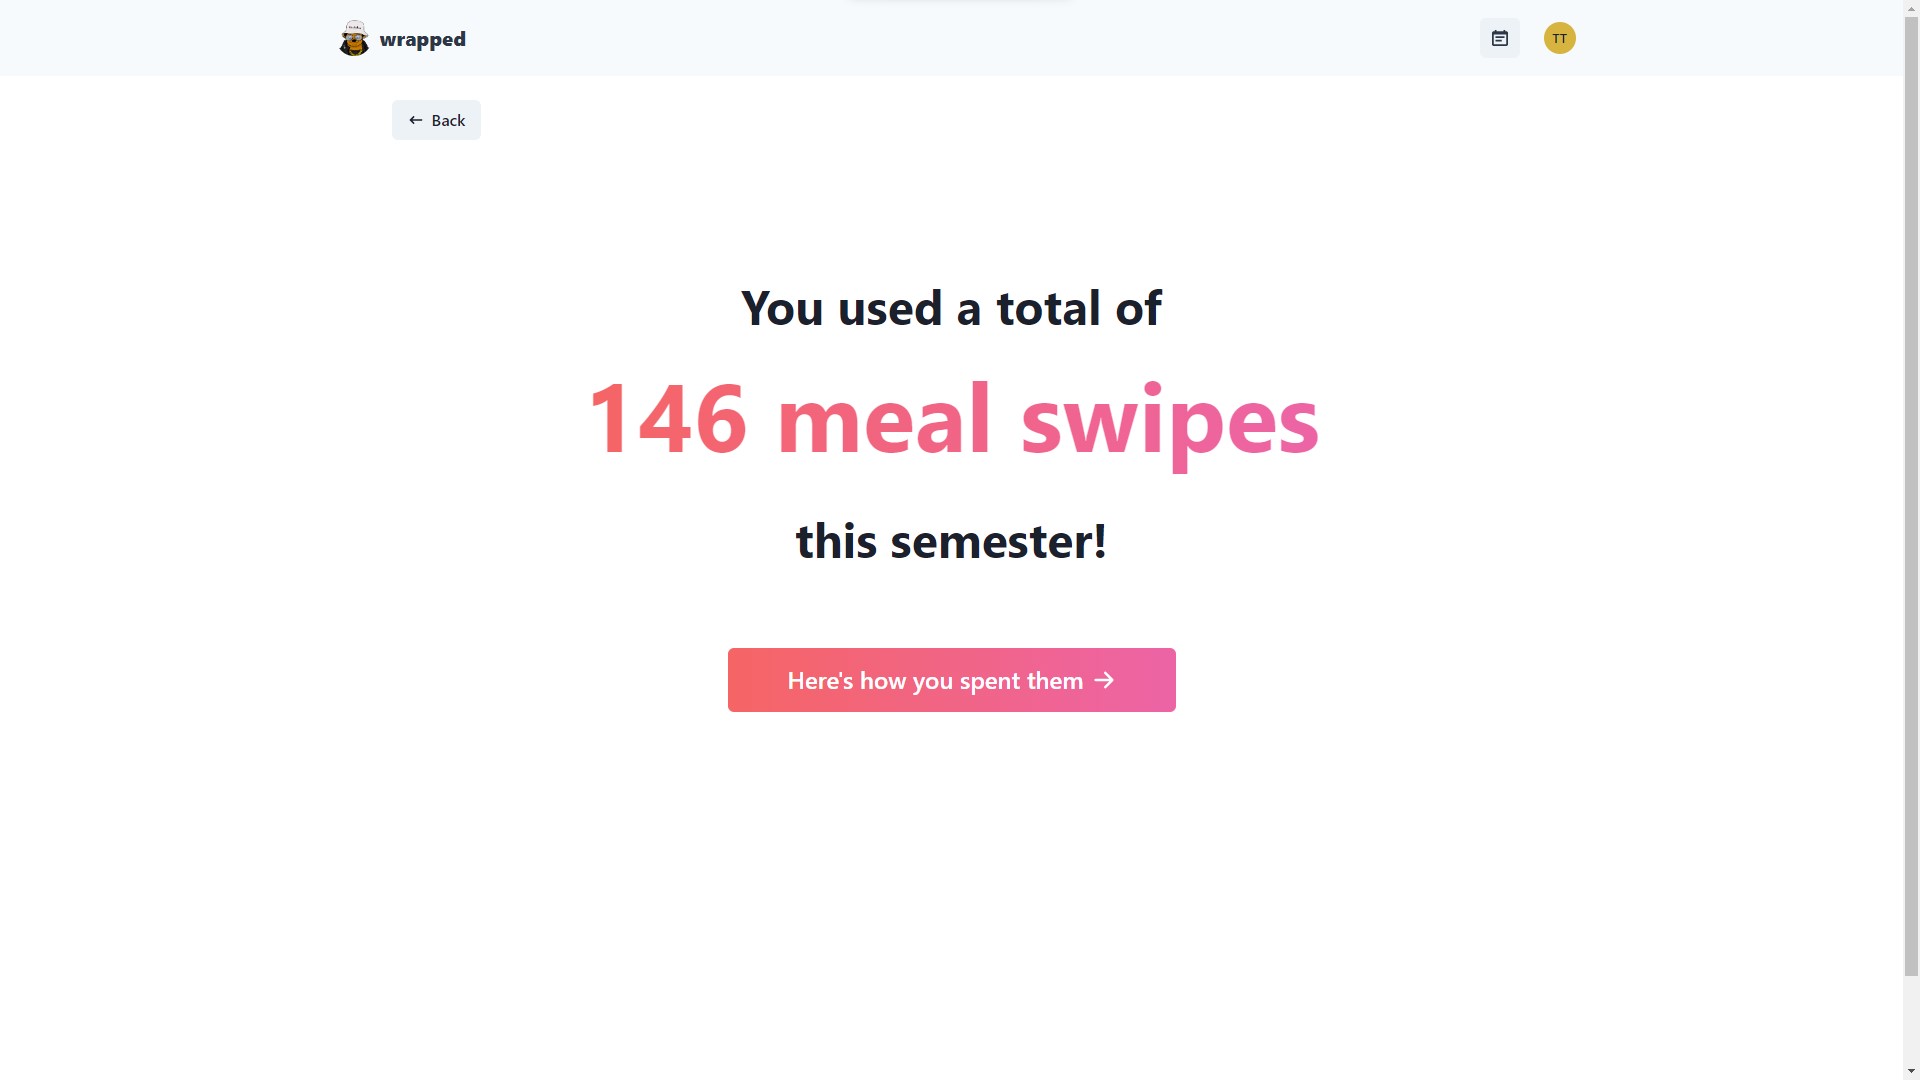 wrapped
TT
← Back
You used a total of
146 meal swipes
this semester!
Here's how you spent them →